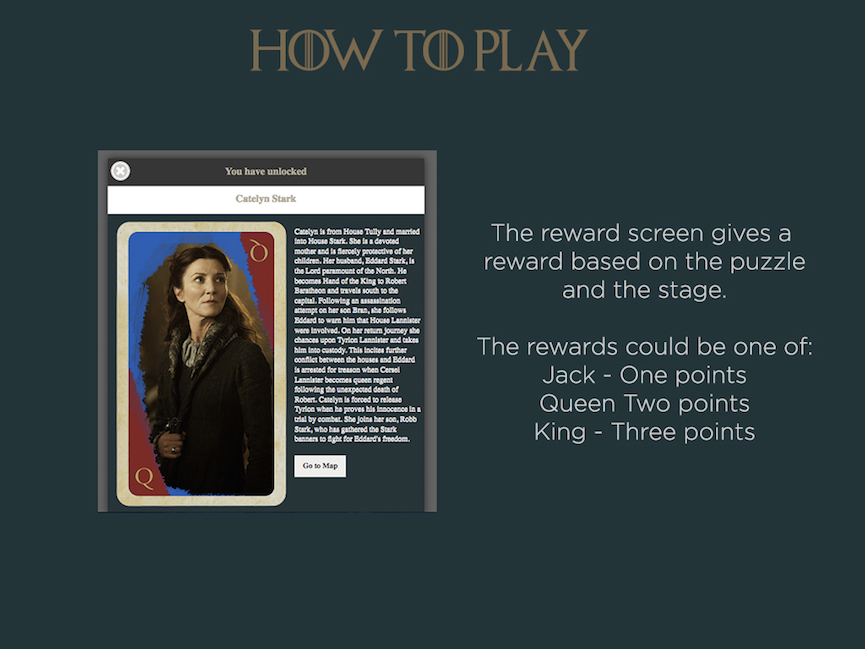 HOW TO PLAY
You have unlocked
Catelyn Stark
Q
Catelyn is from House Tully and married
into House Stark. She is a devoted
mother and is fiercely protective of her
children. Her husband, Eddard Stark, is
the Lord paramount of the North. He
becomes Hand of the King to Robert
Baratheon and travels south to the
capital. Following an assassination
attempt on her son Bran, she follows
Eddard to warn him that House Lannister
were involved. On her return journey she
chances upon Tyrion Lannister and takes
him into custody. This incites further
conflict between the houses and Eddard
is arrested for treason when Cersei
Lannister becomes queen regent
following the unexpected death of
Robert. Catelyn is forced to release
Tyrion when he proves his innocence in a
trial by combat. She joins her son, Robb
Stark, who has gathered the Stark
banners to fight for Eddard's freedom.
Q
Go to Map
The reward screen gives a
reward based on the puzzle
and the stage.
The rewards could be one of:
Jack - One points
Queen Two points
King - Three points